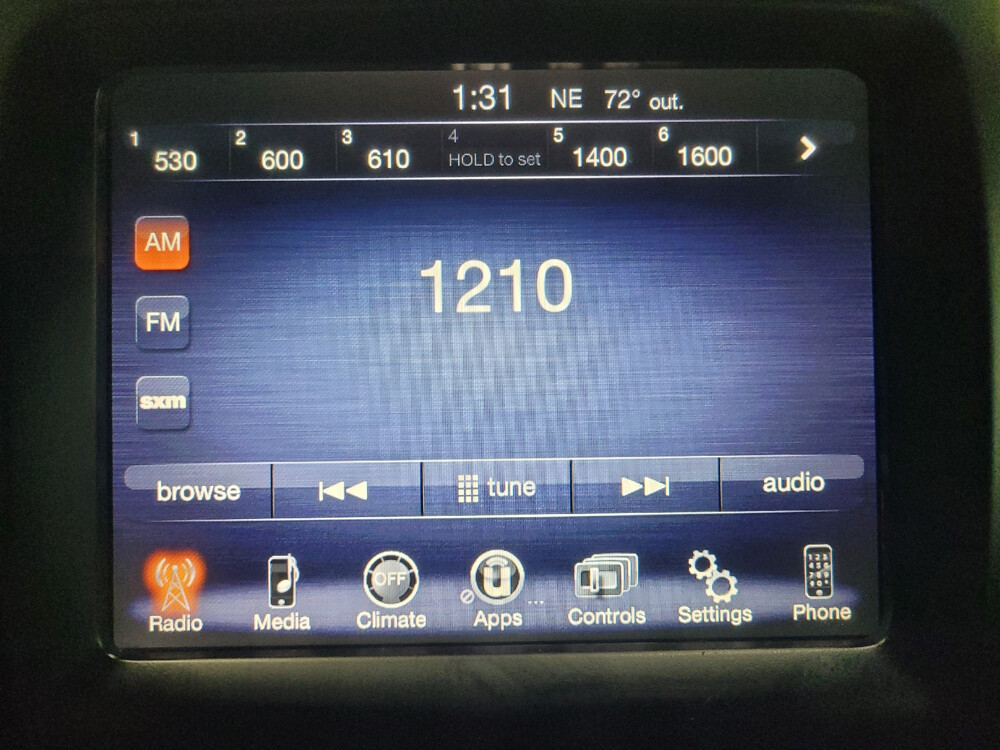 1:31 NE 72° out.
1 2 3 4 5 6
530 600 610 HOLD to set 1400 1600
AM
1210
FM
sxm
browse tune audio
OFF u ...
Radio Media Climate Apps Controls Settings Phone